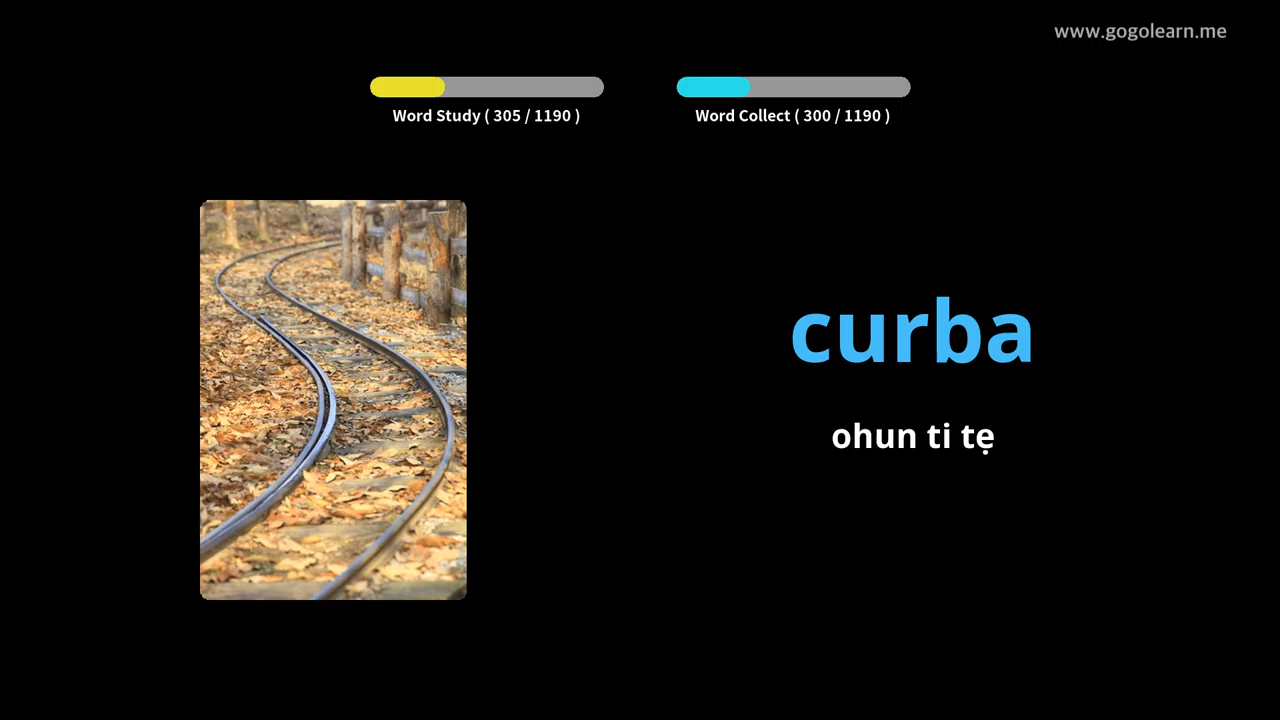 www.gogolearn.me
Word Study ( 305 / 1190 )
Word Collect ( 300 / 1190 )
curba
ohun ti tẹ